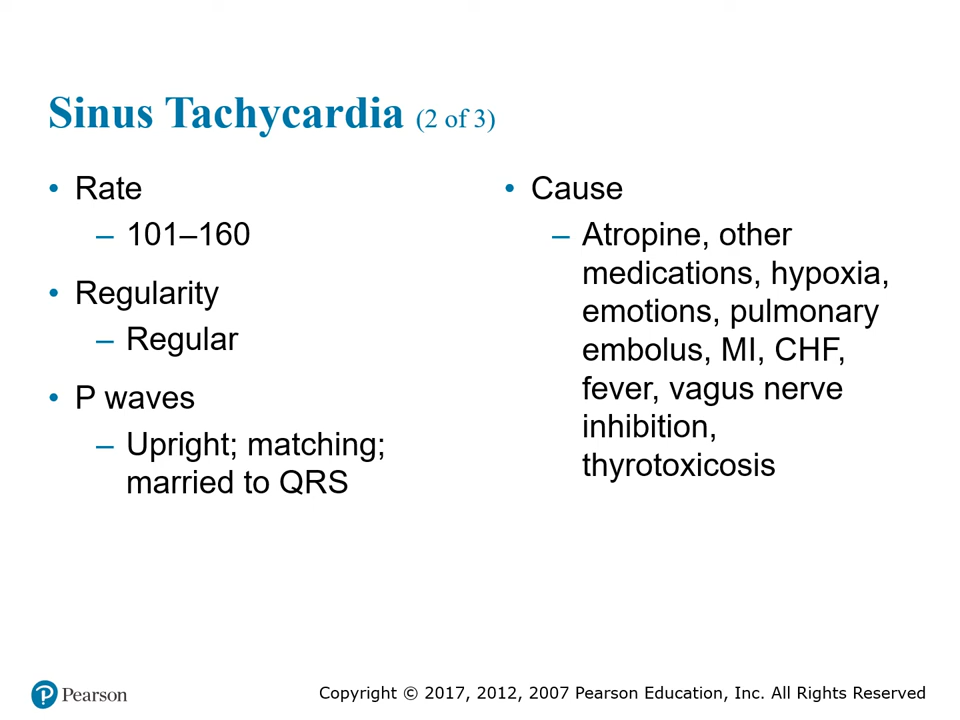 Sinus Tachycardia (2 of 3)
• Rate
– 101–160
• Regularity
– Regular
• P waves
– Upright; matching;
married to QRS
• Cause
– Atropine, other
medications, hypoxia,
emotions, pulmonary
embolus, MI, CHF,
fever, vagus nerve
inhibition,
thyrotoxicosis
P Pearson
Copyright © 2017, 2012, 2007 Pearson Education, Inc. All Rights Reserved